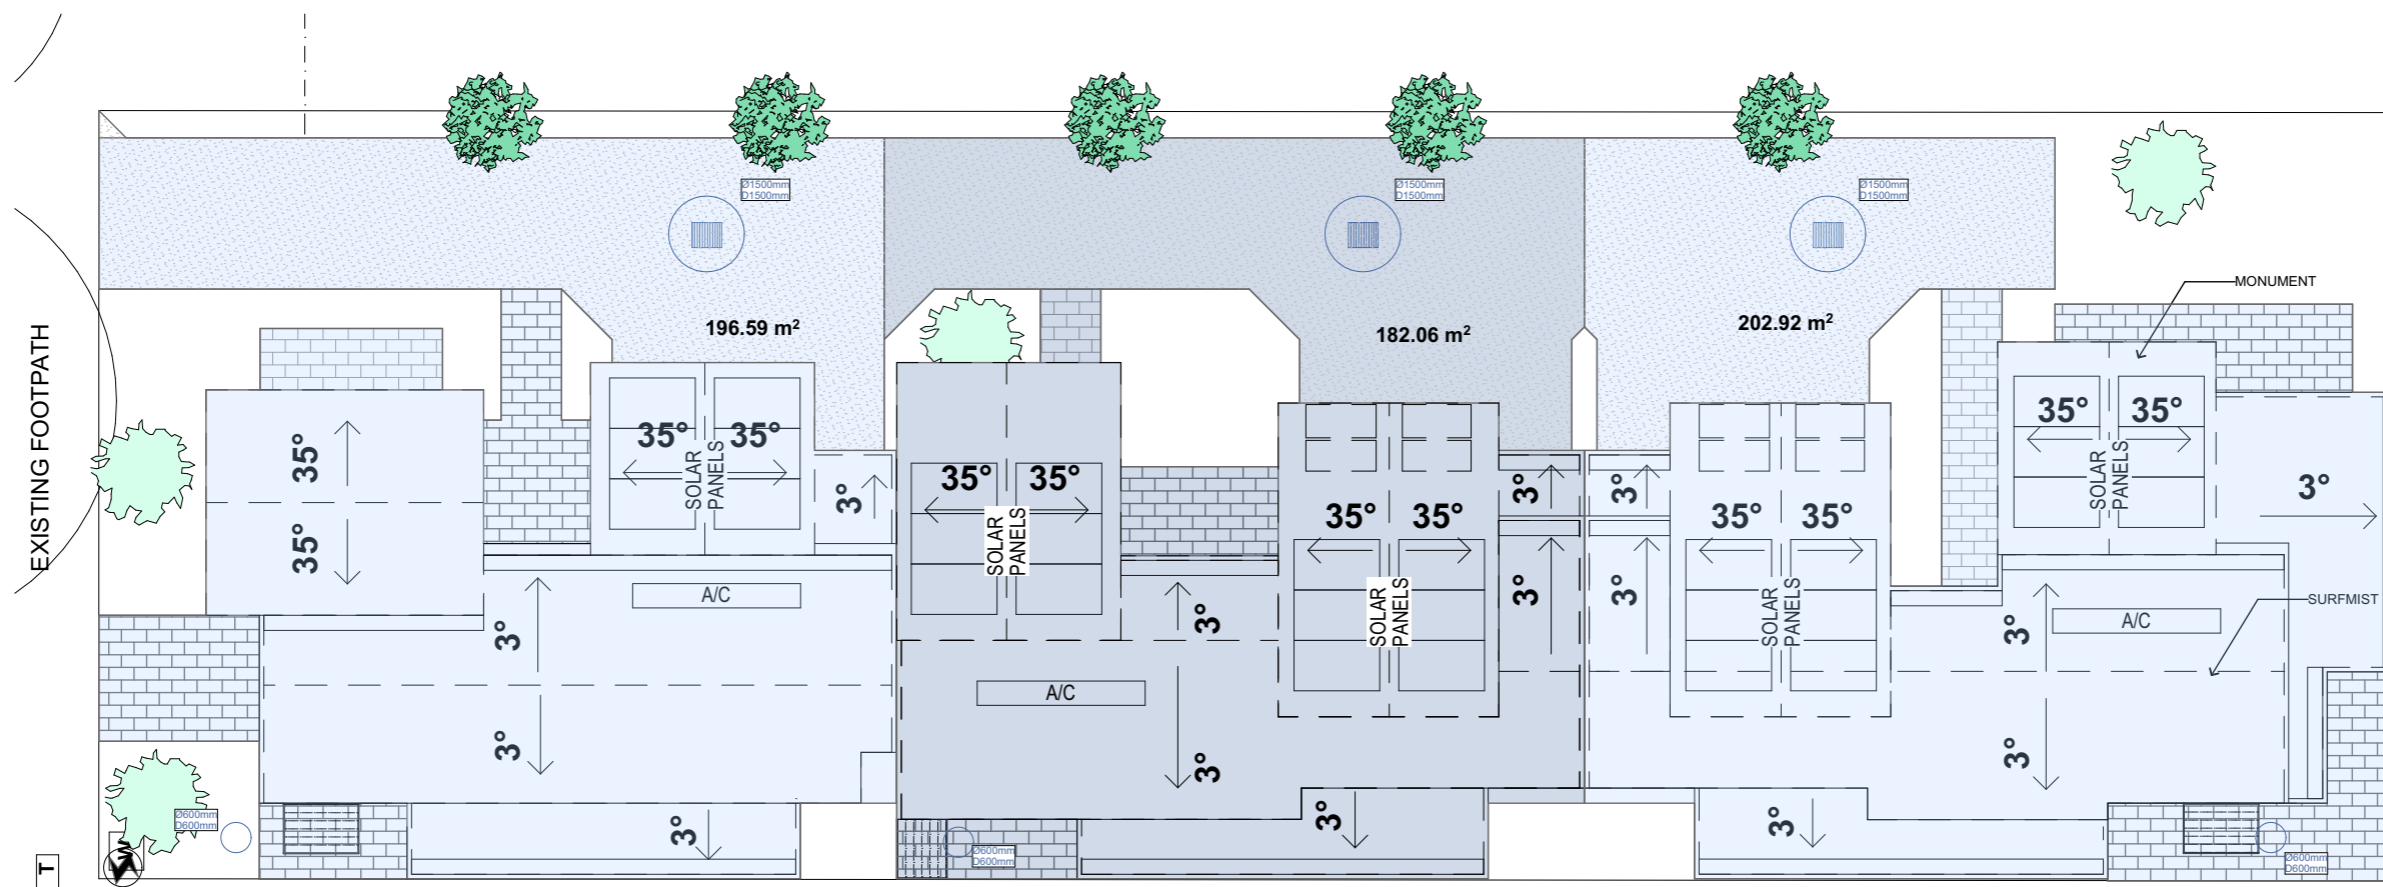 Ø1500mm
D1500mm
Ø1500mm
D1500mm
Ø1500mm
D1500mm
MONUMENT
196.59 m²
182.06 m²
202.92 m²
EXISTING FOOTPATH
35°
35°
35°
35°
SOLAR
PANELS
3°
35°
35°
SOLAR
PANELS
35°
35°
SOLAR
PANELS
3°
3°
3°
3°
35°
35°
SOLAR
PANELS
35°
35°
SOLAR
PANELS
3°
A/C
3°
3°
A/C
3°
3°
A/C
3°
3°
SURFMIST
3°
3°
3°
Ø600mm
D600mm
Ø600mm
D600mm
Ø600mm
D600mm
T